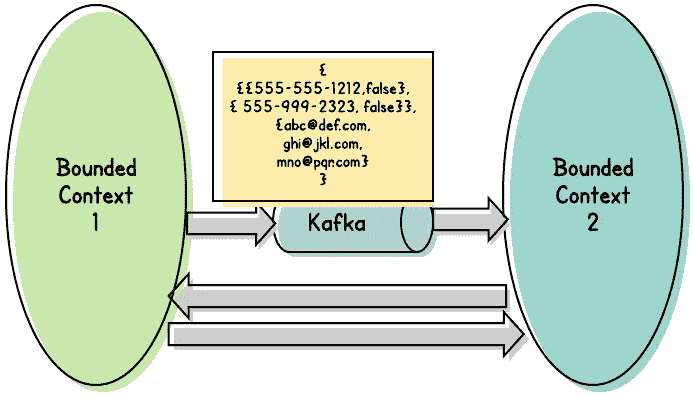 {
{{555-555-1212,false},
{ 555-999-2323, false}},
{abc@def.com,
ghi@jkl.com,
mno@pqr.com}
}
Bounded
Context
1
Kafka
Bounded
Context
2